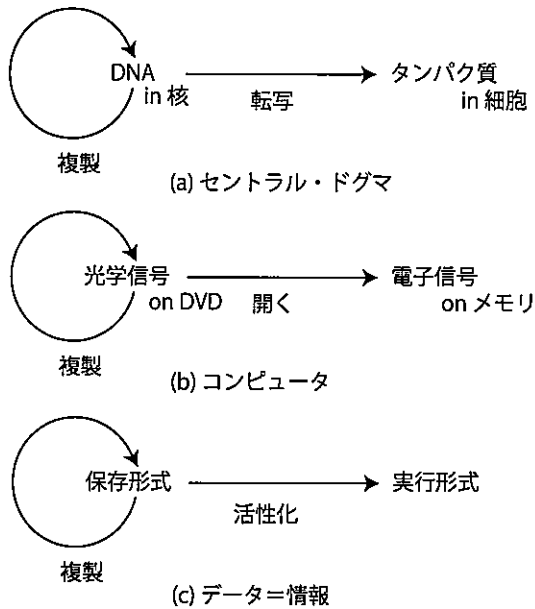 DNA
in 核
転写
タンパク質
in 細胞
複製
(a) セントラル・ドグマ
光学信号
on DVD
開く
電子信号
on メモリ
複製
(b) コンピュータ
保存形式
活性化
実行形式
複製
(c) データ＝情報